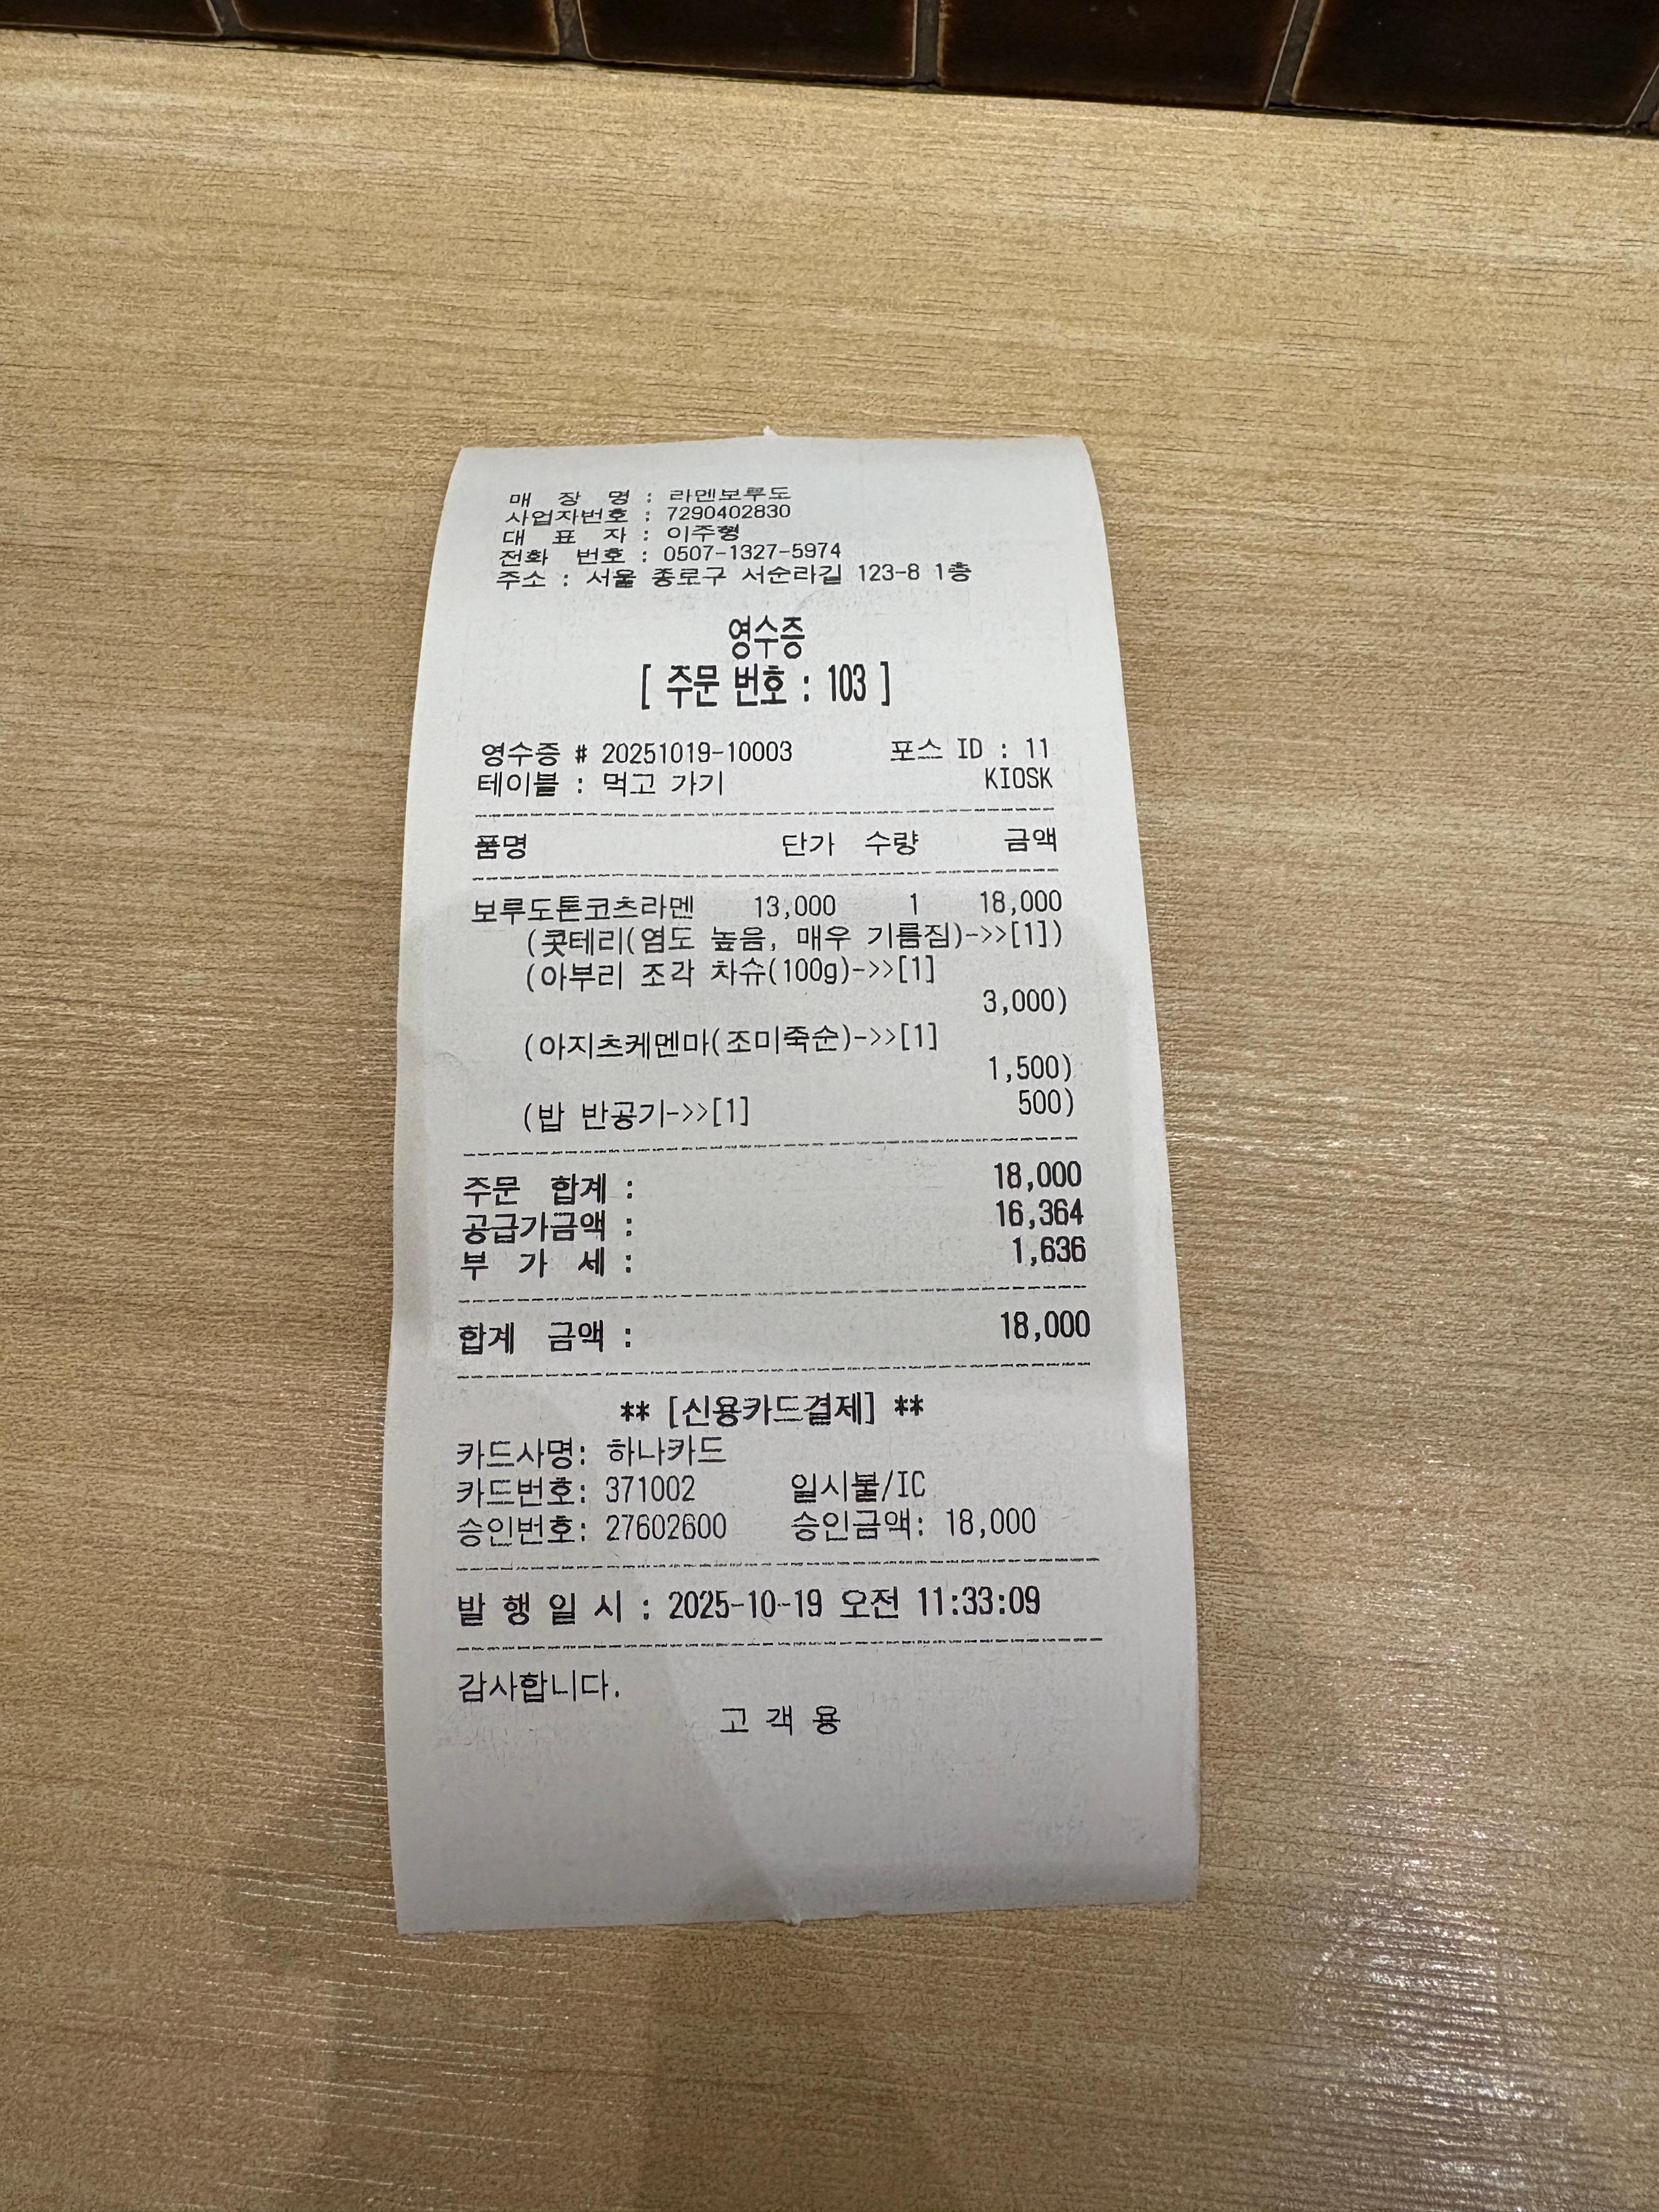 매 장 명 : 라멘보루도
사업자번호 : 7290402830
대 표 자 : 이주형
전화 번호 : 0507-1327-5974
주소 : 서울 종로구 서순라길 123-8 1층
영수증
[ 주문 번호 : 103 ]
영수증 # 20251019-10003 포스 ID : 11
테이블 : 먹고 가기 KIOSK
품명 단가 수량 금액
보루도톤코츠라멘 13,000 1 18,000
(콧테리(염도 높음, 매우 기름짐)->>[1])
(아부리 조각 차슈(100g)->>[1]
3,000)
(아지츠케멘마(조미죽순)->>[1]
1,500)
(밥 반공기->>[1] 500)
주문 합계 : 18,000
공급가금액 : 16,364
부 가 세 : 1,636
합계 금액 : 18,000
** [신용카드결제] **
카드사명: 하나카드
카드번호: 371002 일시불/IC
승인번호: 27602600 승인금액: 18,000
발 행 일 시 : 2025-10-19 오전 11:33:09
감사합니다.
고 객 용